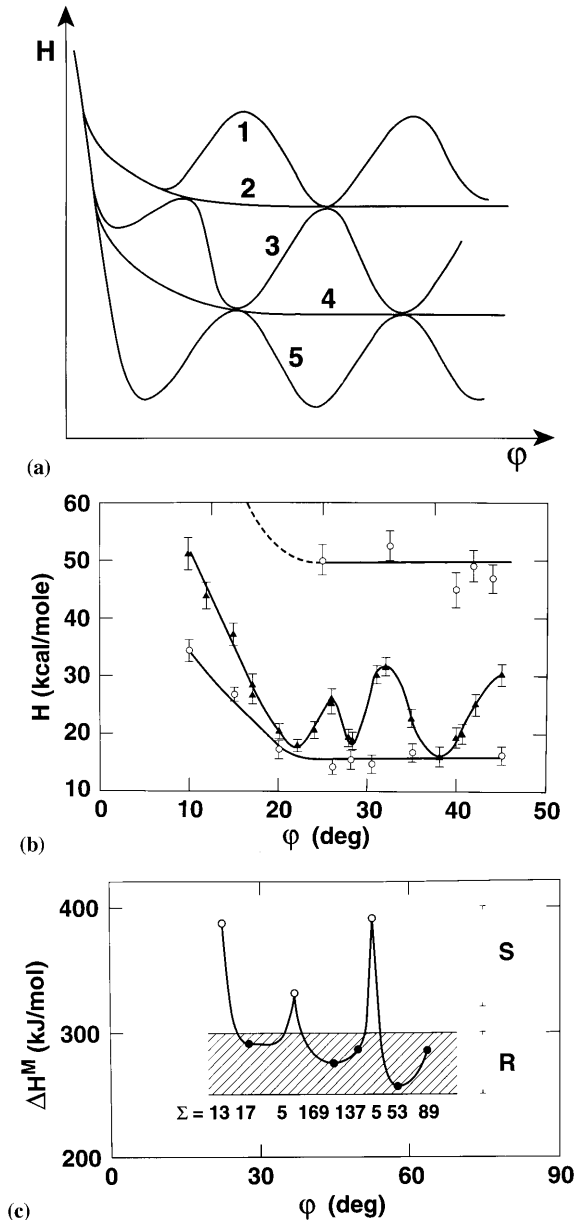 H
1
2
3
4
5
φ
(a)
60
50
40
30
20
10
H (kcal/mole)
0 10 20 30 40 50
φ (deg)
(b)
400
300
200
ΔHᴹ (kJ/mol)
S
R
Σ = 13 17 5 169 137 5 53 89
0 30 60 90
φ (deg)
(c)